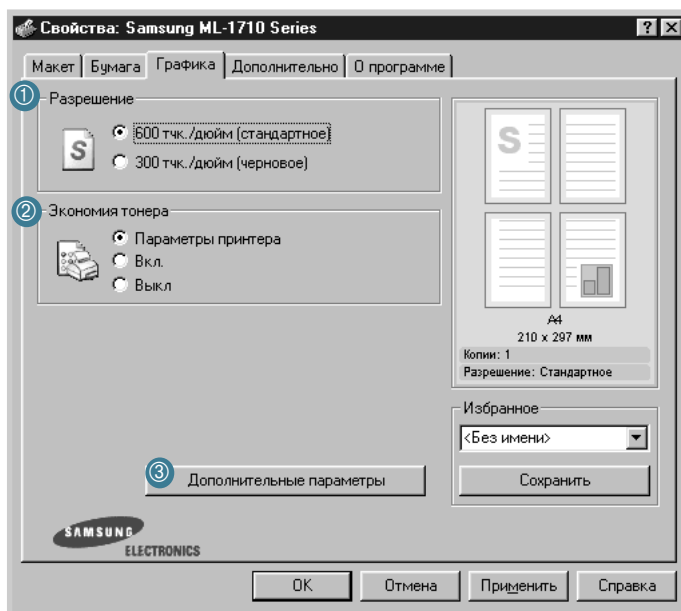 Свойства: Samsung ML-1710 Series
? X
Макет Бумага Графика Дополнительно О программе
1 Разрешение
S
600 тчк./дюйм (стандартное)
300 тчк./дюйм (черновое)
2 Экономия тонера
Параметры принтера
Вкл.
Выкл
S
A4
210 x 297 мм
Копии: 1
Разрешение: Стандартное
Избранное
<Без имени>
3 Дополнительные параметры
Сохранить
SAMSUNG
ELECTRONICS
OK Отмена Применить Справка